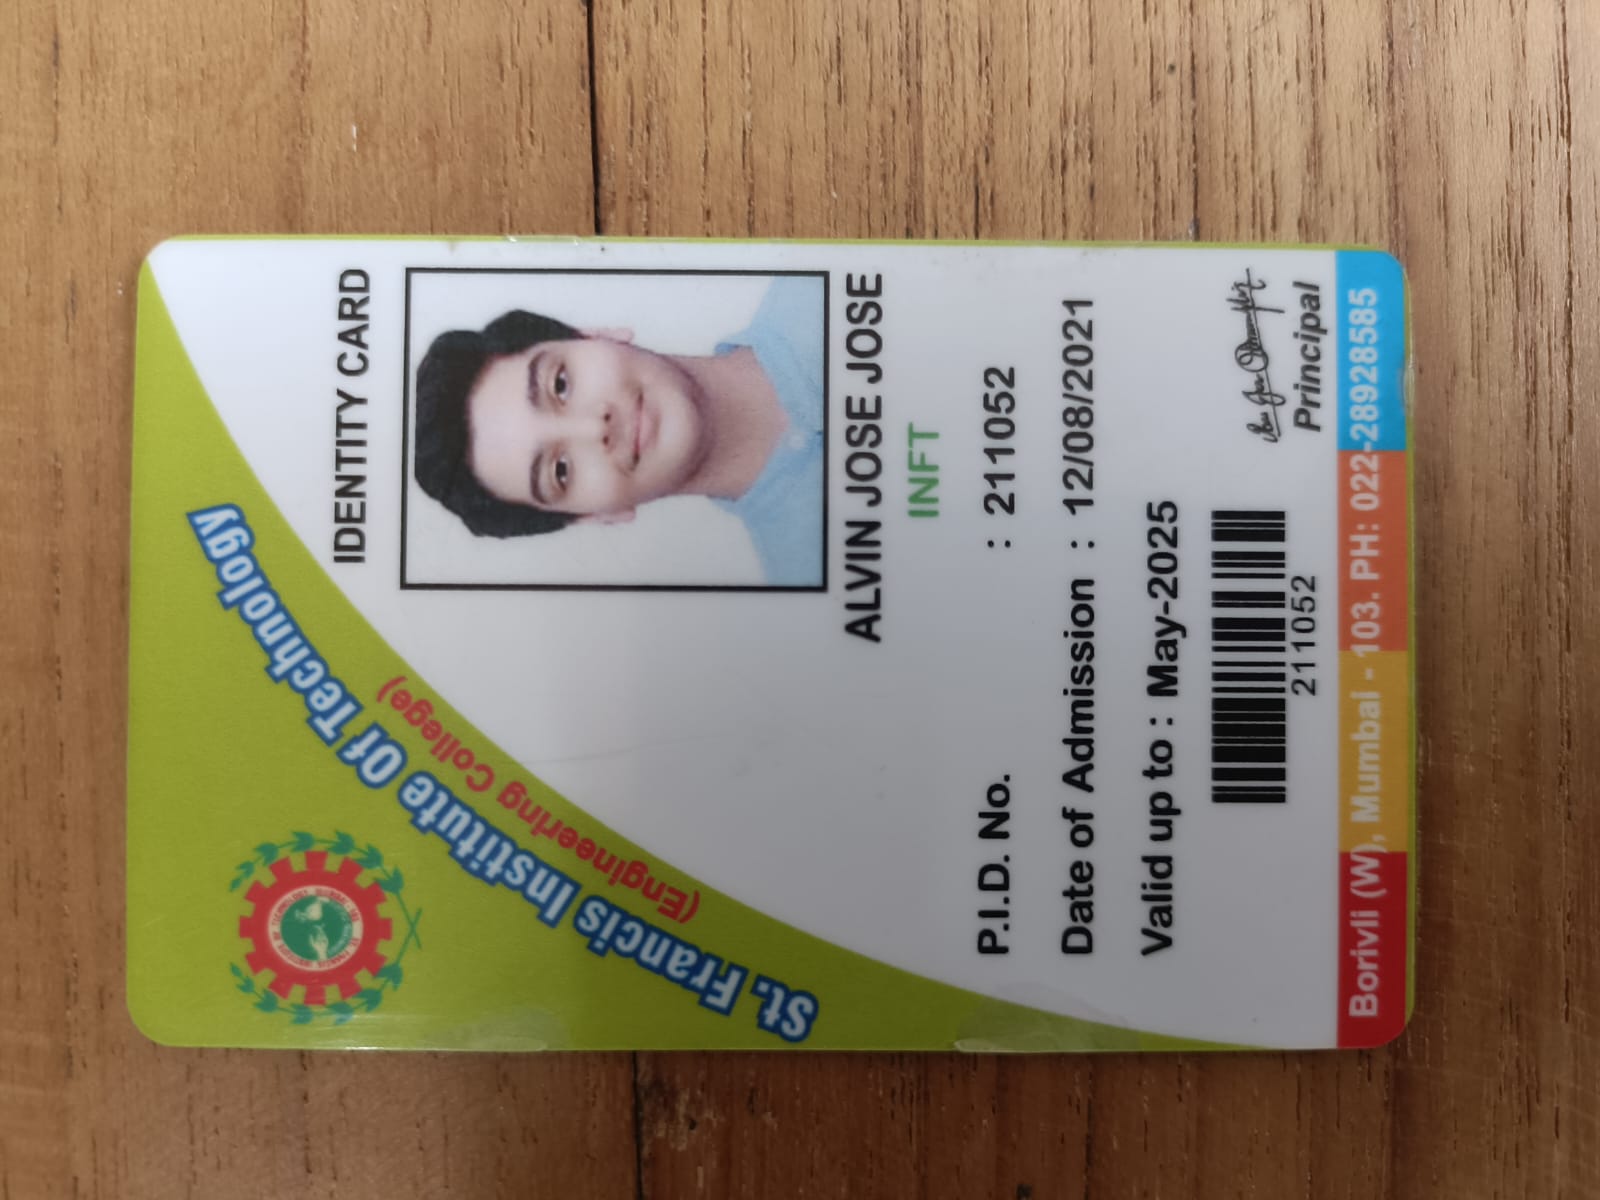 St. Francis Institute Of Technology
(Engineering College)
IDENTITY CARD
ALVIN JOSE JOSE
INFT
P.I.D. No. : 211052
Date of Admission : 12/08/2021
Valid up to : May-2025
211052
Principal
Borivli (W), Mumbai - 103. PH: 022-28928585